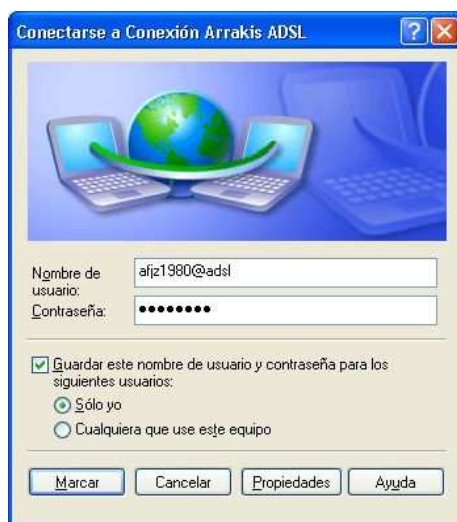 Conectarse a Conexión Arrakis ADSL
Nombre de
usuario:
afjz1980@adsl
Contraseña:
Guardar este nombre de usuario y contraseña para los
siguientes usuarios:
Sólo yo
Cualquiera que use este equipo
Marcar Cancelar Propiedades Ayuda